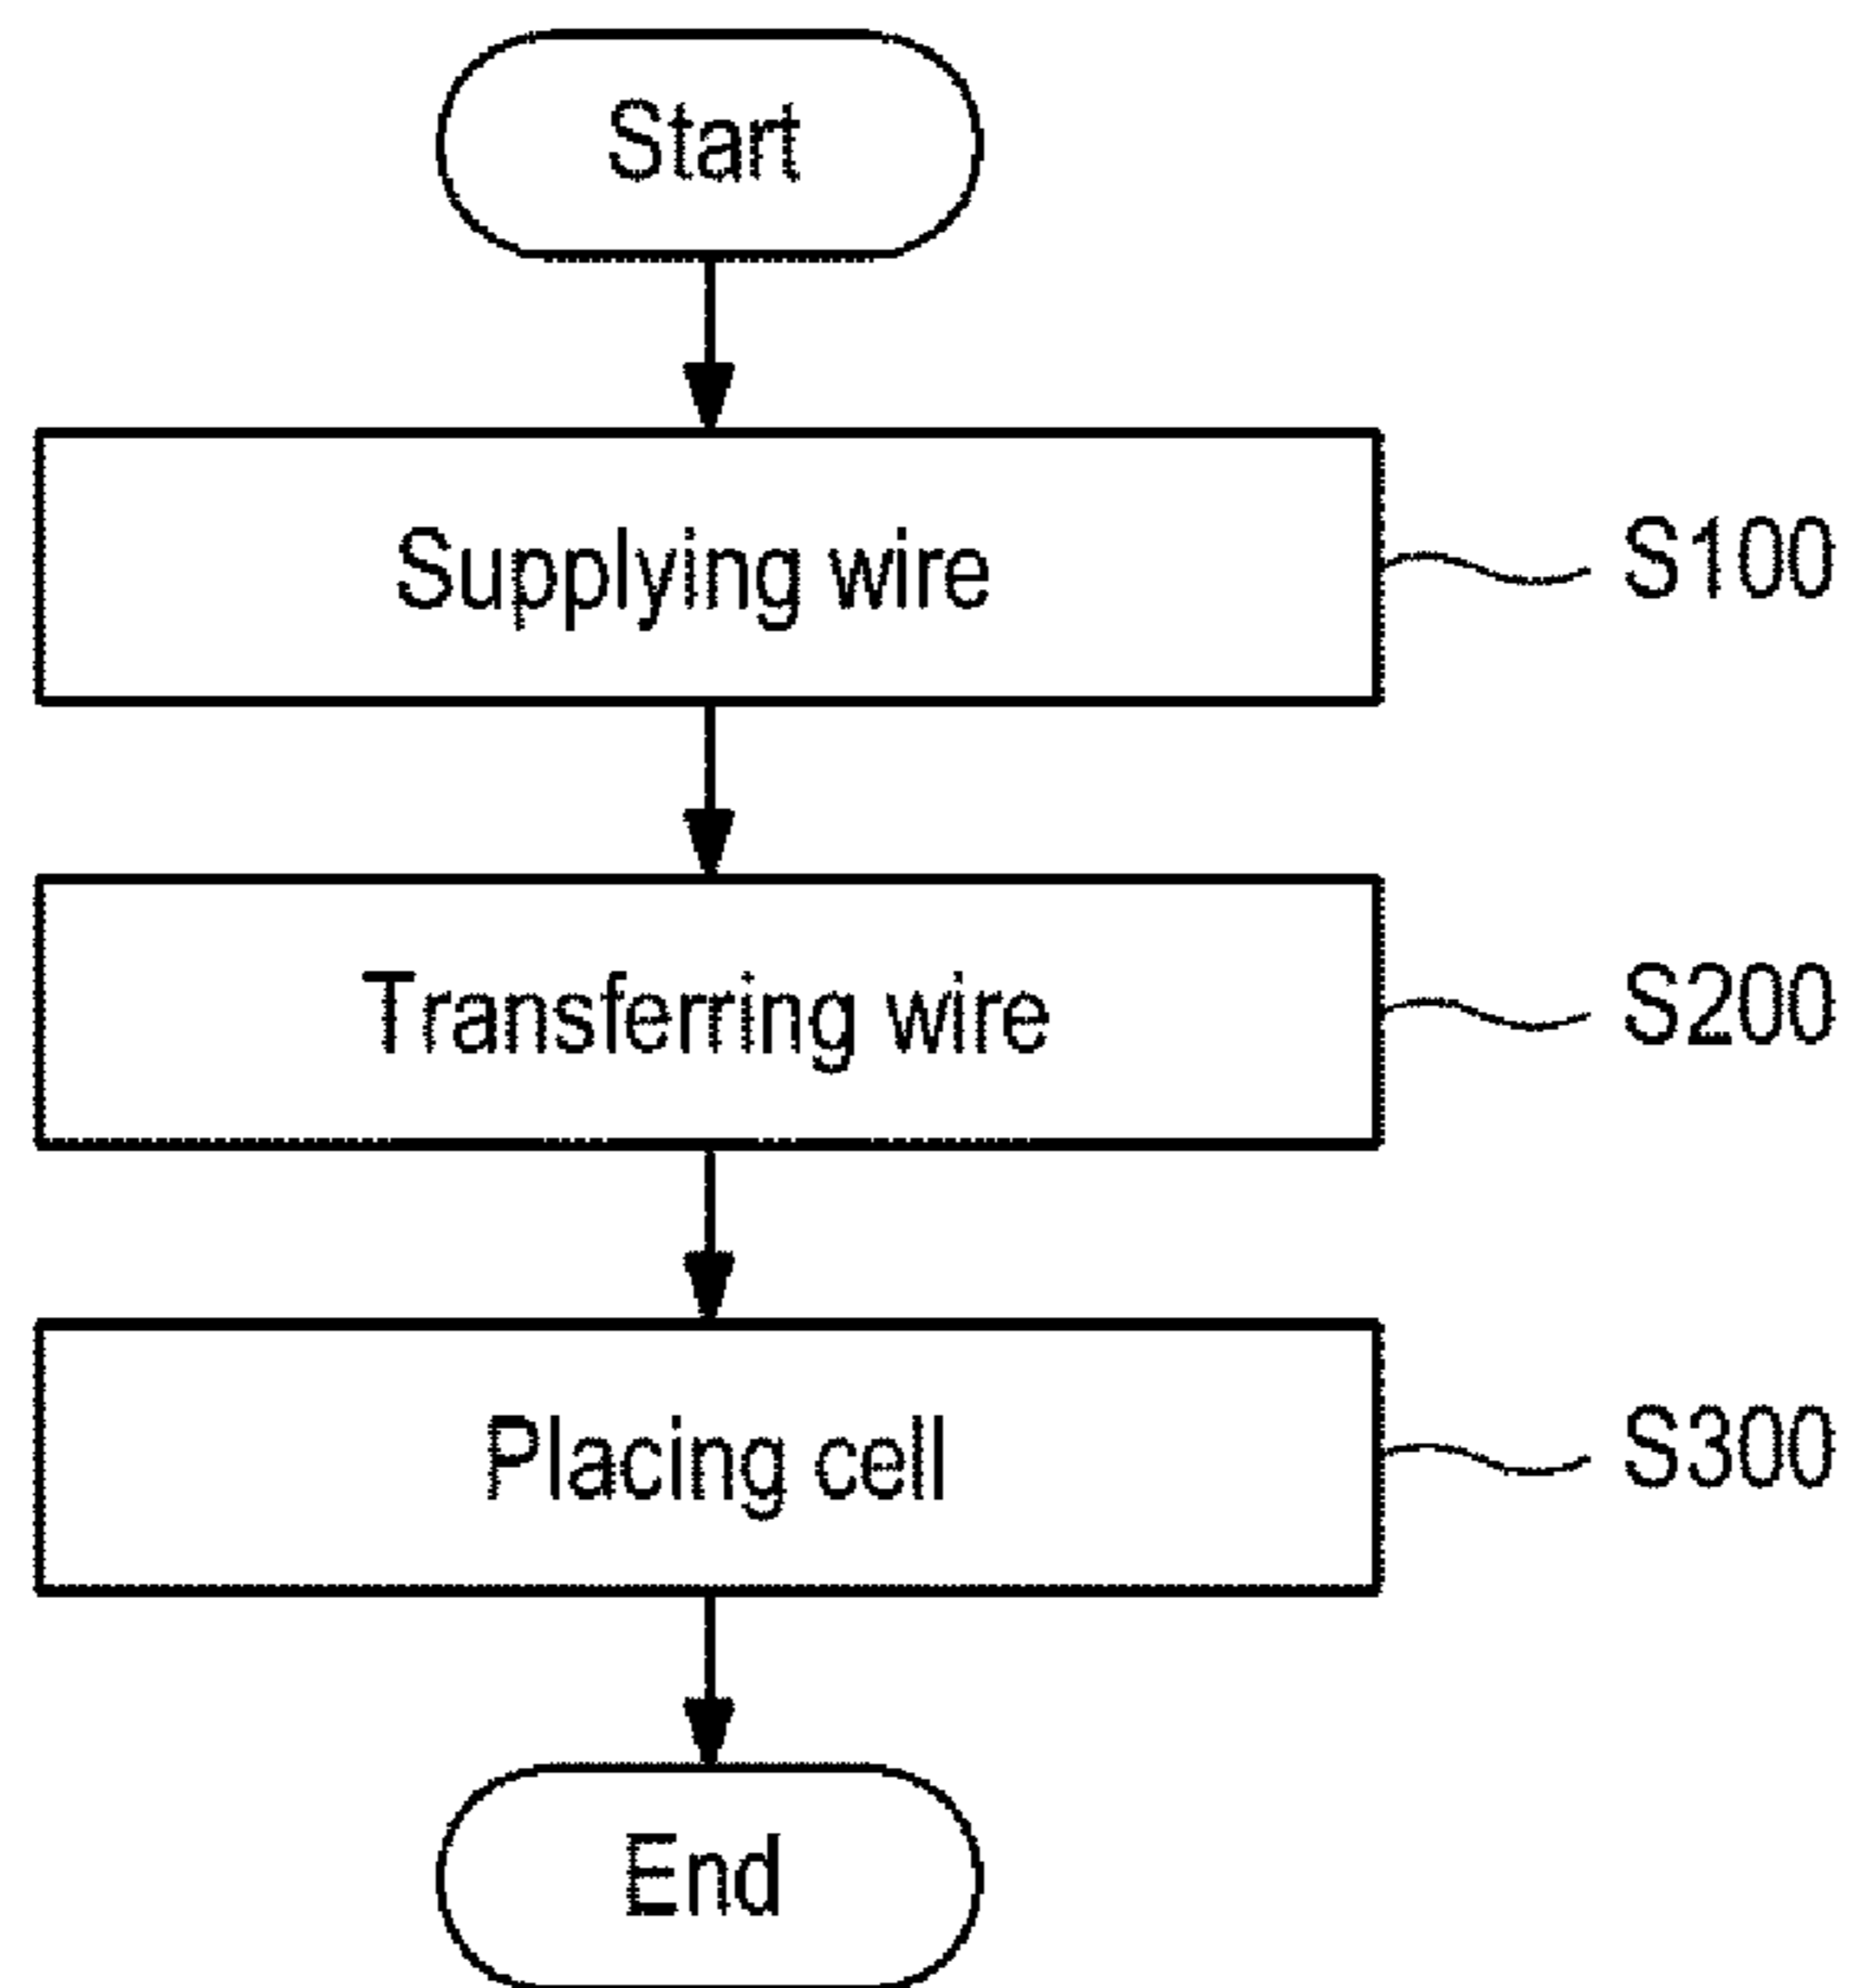 Start
Supplying wire
S100
Transferring wire
S200
Placing cell
S300
End